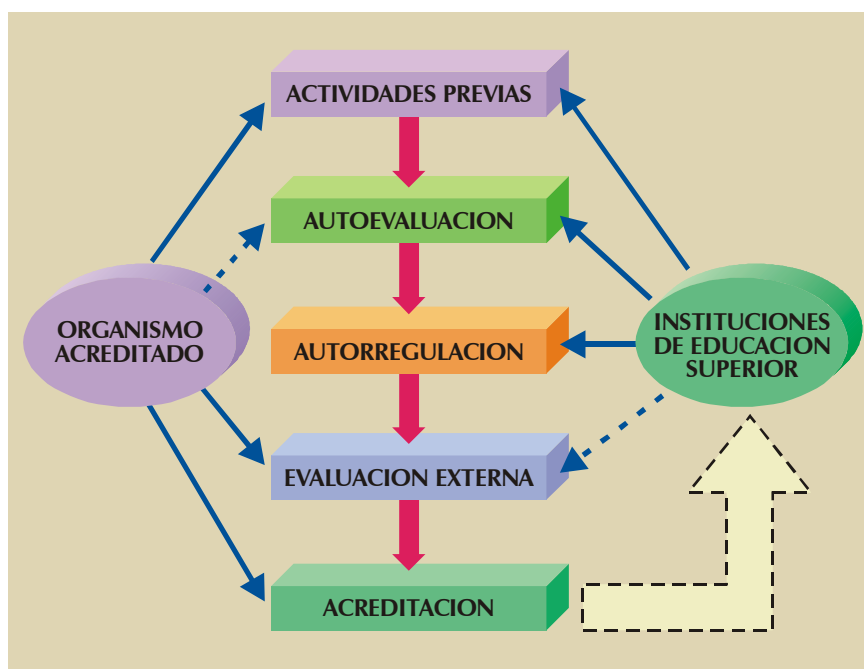 ACTIVIDADES PREVIAS
AUTOEVALUACION
ORGANISMO
ACREDITADO
AUTORREGULACION
INSTITUCIONES
DE EDUCACION
SUPERIOR
EVALUACION EXTERNA
ACREDITACION